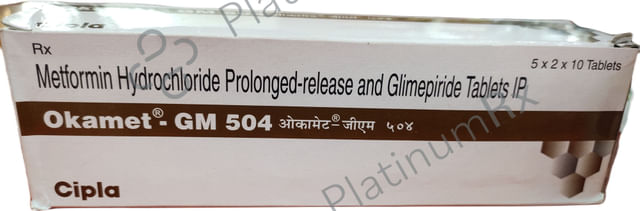 Cipla
Rx
5 x 2 x 10 Tablets
Metformin Hydrochloride Prolonged-release and Glimepiride Tablets IP
Okamet®- GM 504 ओकामेट®-जीएम ५०४
Cipla
PlatinumRx